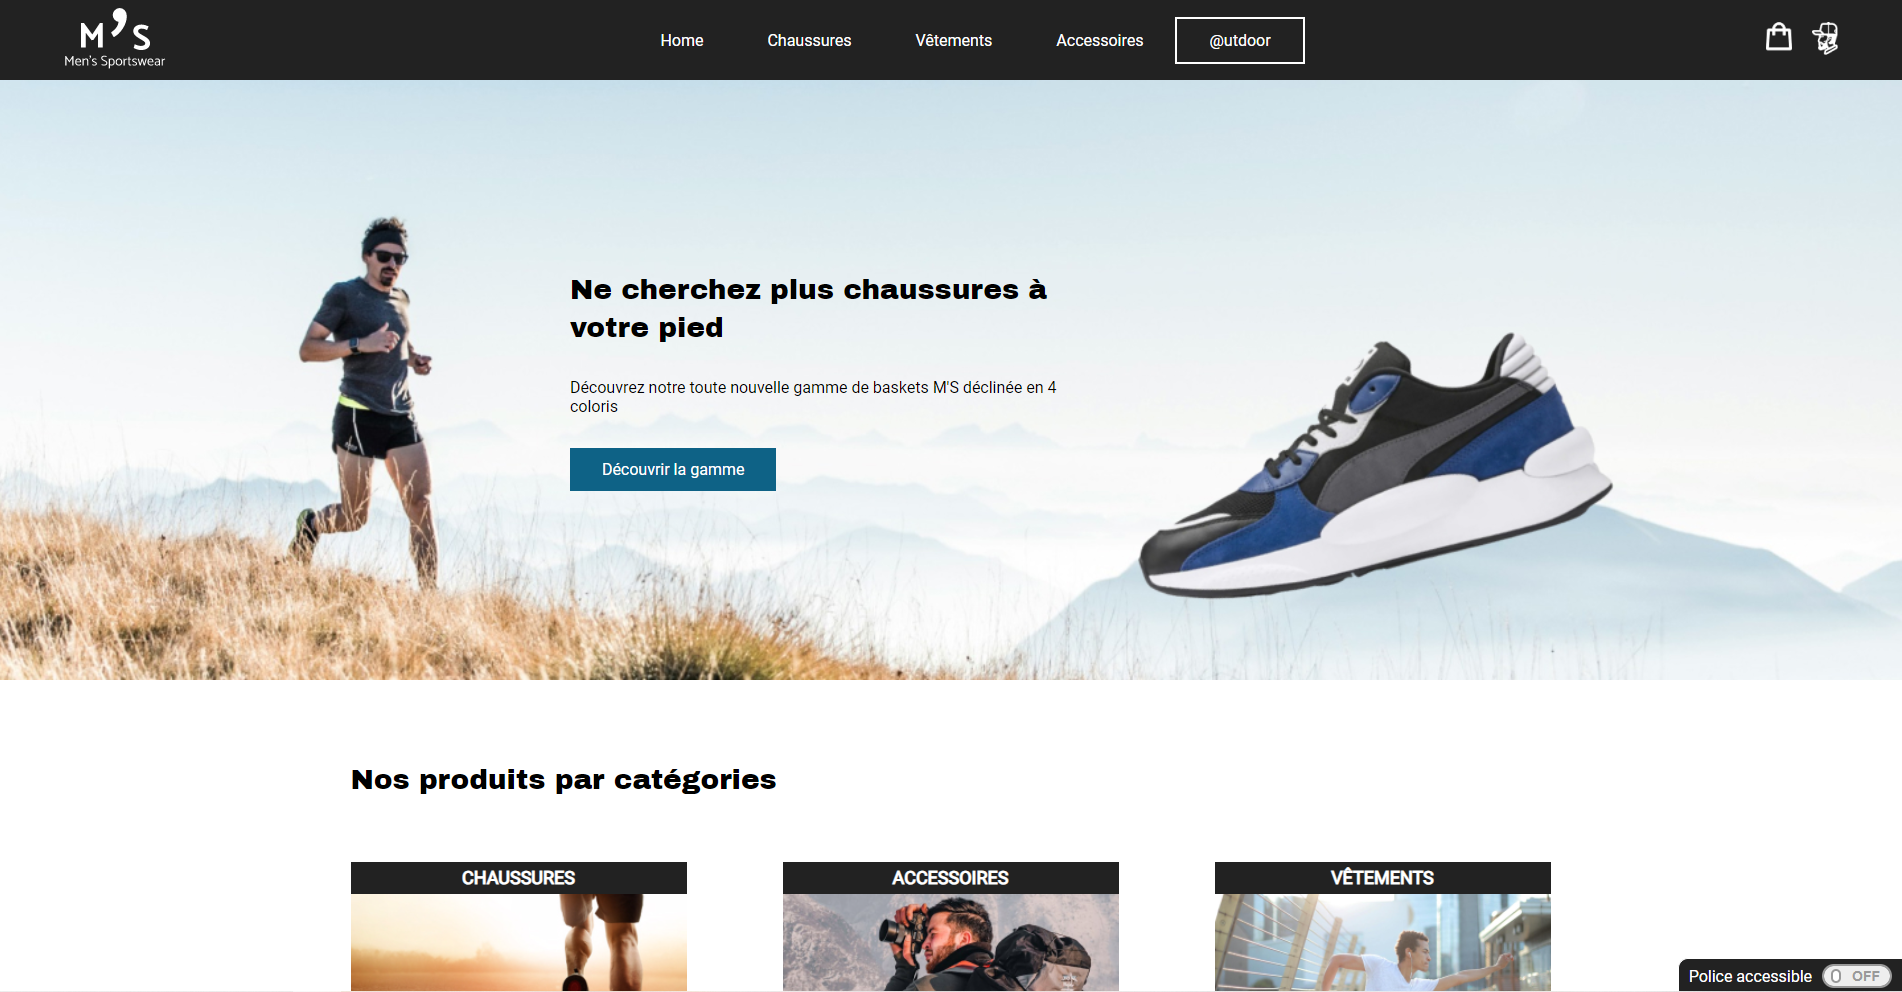 M'S
Men's Sportswear
Home
Chaussures
Vêtements
Accessoires
@utdoor
Ne cherchez plus chaussures à
votre pied
Découvrez notre toute nouvelle gamme de baskets M'S déclinée en 4
coloris
Découvrir la gamme
Nos produits par catégories
CHAUSSURES
ACCESSOIRES
VÊTEMENTS
Police accessible
OFF